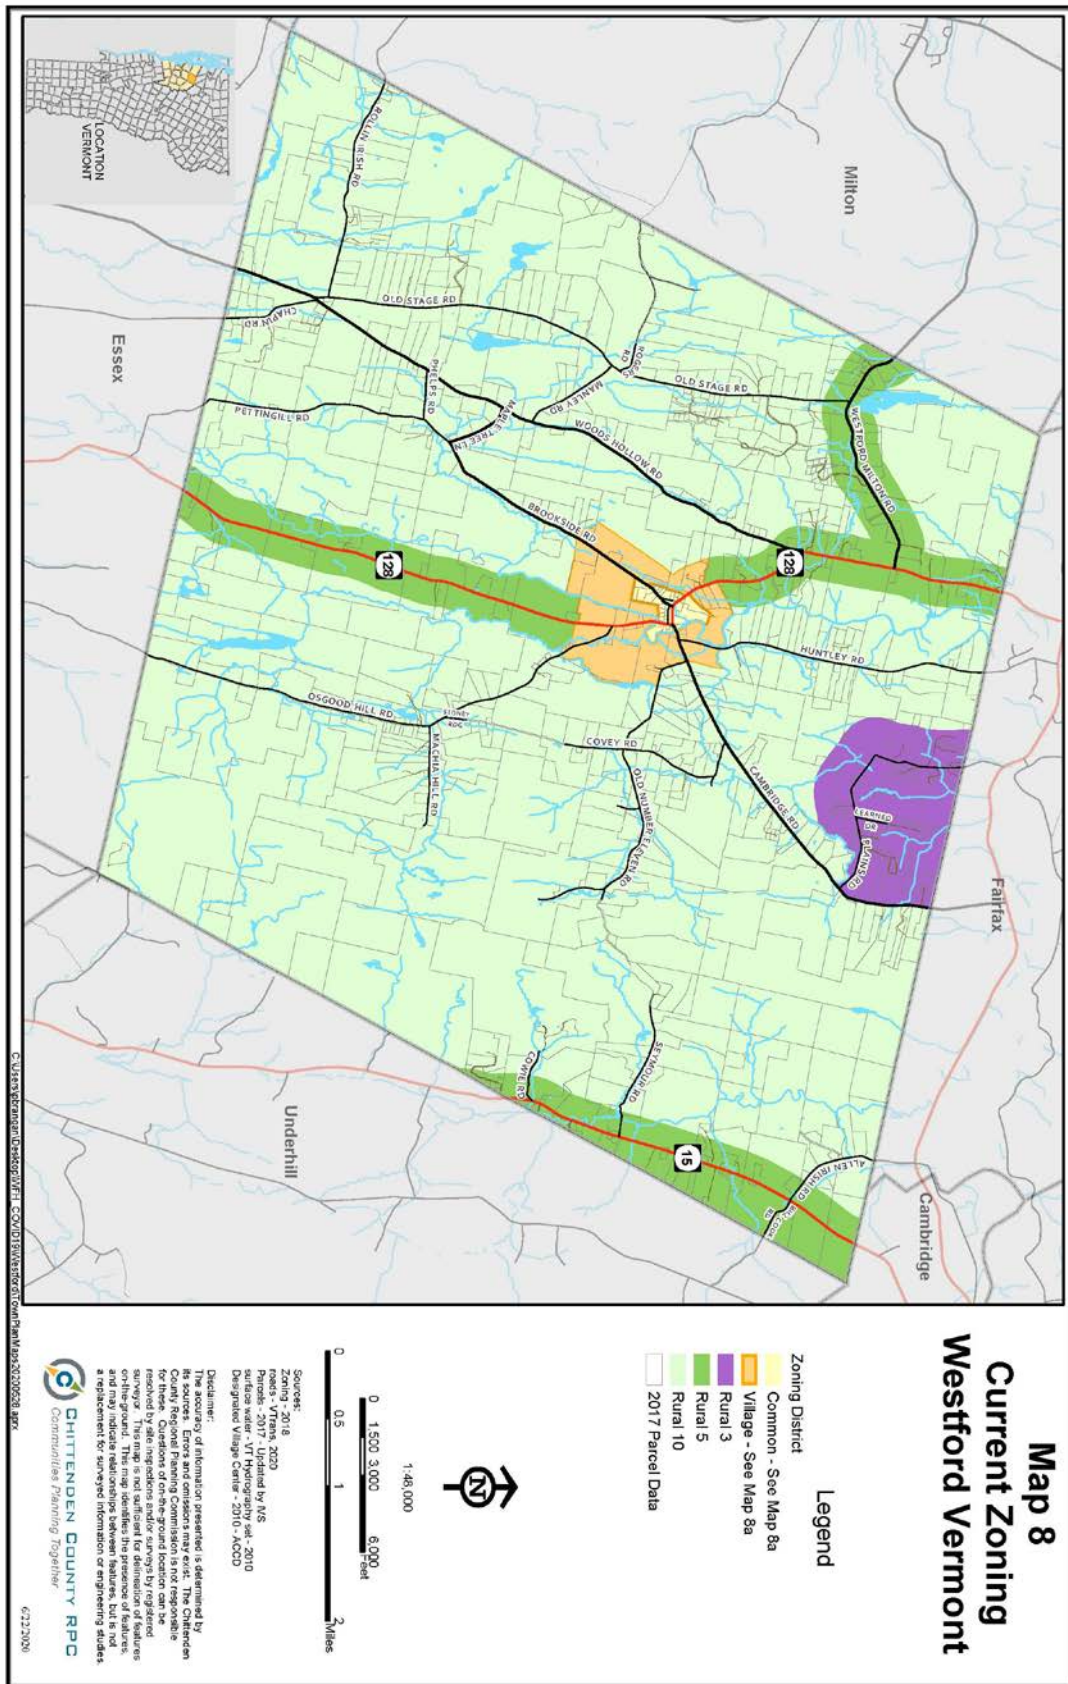 Map 8
Current Zoning
Westford Vermont
Legend
Zoning District
Common - See Map 8a
Village - See Map 8a
Rural 3
Rural 5
Rural 10
2017 Parcel Data
N
1:48,000
0 1,500 3,000 6,000
Feet
0 0.5 1 2
Miles
Sources:
Zoning - 2018
roads - VTrans, 2020
Parcels - 2017 - Updated by IVS
surface water - VT Hydrography set - 2010
Designated Village Center - 2010 - ACCD
Disclaimer:
The accuracy of information presented is determined by
its sources. Errors and omissions may exist. The Chittenden
County Regional Planning Commission is not responsible
for these. Questions of on-the-ground location can be
resolved by site inspections and/or surveys by registered
surveyor. This map is not sufficient for delineation of features
on-the-ground. This map identifies the presence of features,
and may indicate relationships between features, but is not
a replacement for surveyed information or engineering studies.
CHITTENDEN COUNTY RPC
Communities Planning Together
6/22/2020
Milton
Fairfax
Cambridge
Essex
Underhill
LOCATION
VERMONT
ROLLIN IRISH RD
OLD STAGE RD
CHAPIN RD
ROGERS
RD
OLD STAGE RD
MANLEY RD
WESTFORD MILTON RD
PHELPS RD
MAPLE TREE LN
PETTINGILL RD
WOODS HOLLOW RD
BROOKSIDE RD
128
128
HUNTLEY RD
OSGOOD HILL RD
MACHIA HILL RD
COVEY RD
OLD NUMBER ELEVEN RD
CAMBRIDGE RD
LEARNED
DR
PLAINS RD
SEYMOUR RD
COWIE RD
15
ALLEN IRISH RD